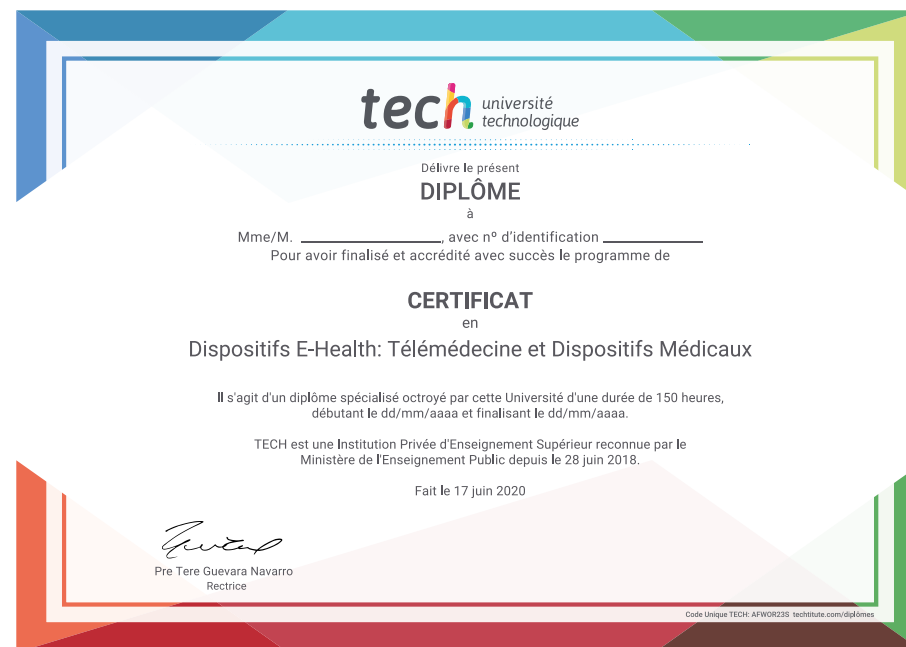 tech université
technologique
Délivre le présent
DIPLÔME
à
Mme/M. ____________________, avec nº d'identification ______________
Pour avoir finalisé et accrédité avec succès le programme de
CERTIFICAT
en
Dispositifs E-Health: Télémédecine et Dispositifs Médicaux
Il s'agit d'un diplôme spécialisé octroyé par cette Université d'une durée de 150 heures,
débutant le dd/mm/aaaa et finalisant le dd/mm/aaaa.
TECH est une Institution Privée d'Enseignement Supérieur reconnue par le
Ministère de l'Enseignement Public depuis le 28 juin 2018.
Fait le 17 juin 2020
Pre Tere Guevara Navarro
Rectrice
Code Unique TECH: AFWOR23S techtitute.com/diplômes